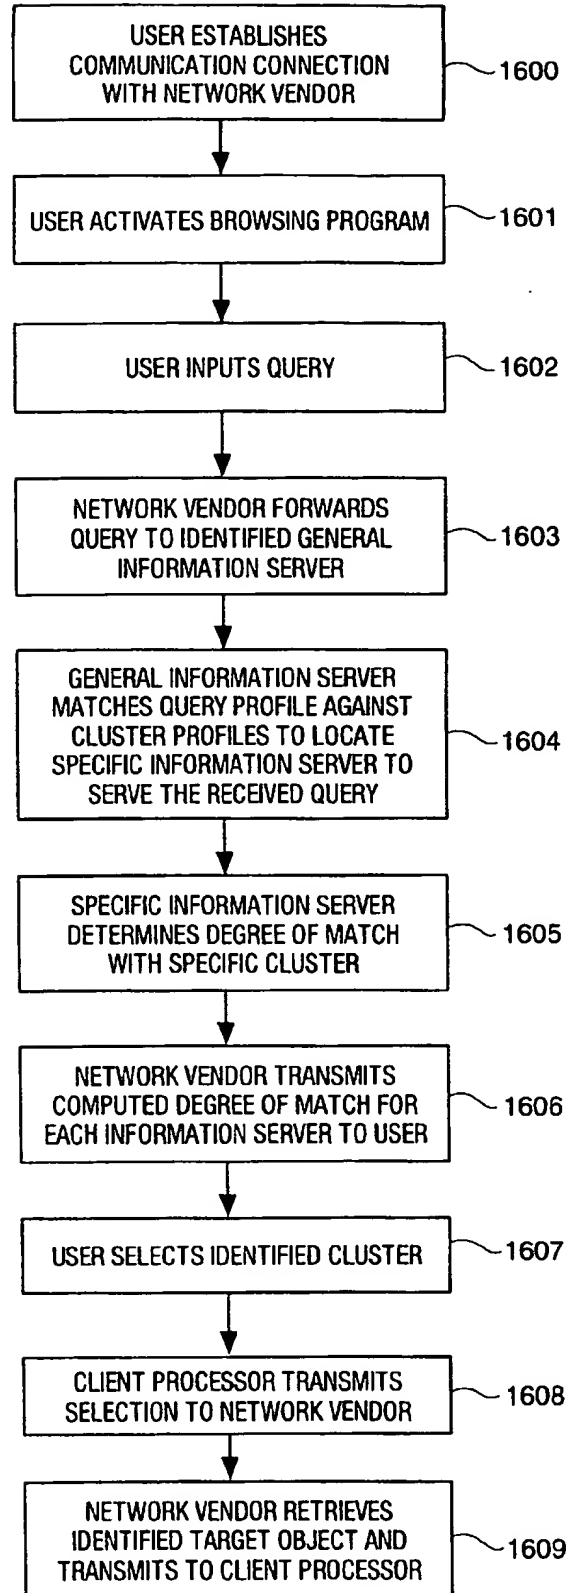 USER ESTABLISHES
COMMUNICATION CONNECTION
WITH NETWORK VENDOR
1600
USER ACTIVATES BROWSING PROGRAM
1601
USER INPUTS QUERY
1602
NETWORK VENDOR FORWARDS
QUERY TO IDENTIFIED GENERAL
INFORMATION SERVER
1603
GENERAL INFORMATION SERVER
MATCHES QUERY PROFILE AGAINST
CLUSTER PROFILES TO LOCATE
SPECIFIC INFORMATION SERVER TO
SERVE THE RECEIVED QUERY
1604
SPECIFIC INFORMATION SERVER
DETERMINES DEGREE OF MATCH
WITH SPECIFIC CLUSTER
1605
NETWORK VENDOR TRANSMITS
COMPUTED DEGREE OF MATCH FOR
EACH INFORMATION SERVER TO USER
1606
USER SELECTS IDENTIFIED CLUSTER
1607
CLIENT PROCESSOR TRANSMITS
SELECTION TO NETWORK VENDOR
1608
NETWORK VENDOR RETRIEVES
IDENTIFIED TARGET OBJECT AND
TRANSMITS TO CLIENT PROCESSOR
1609